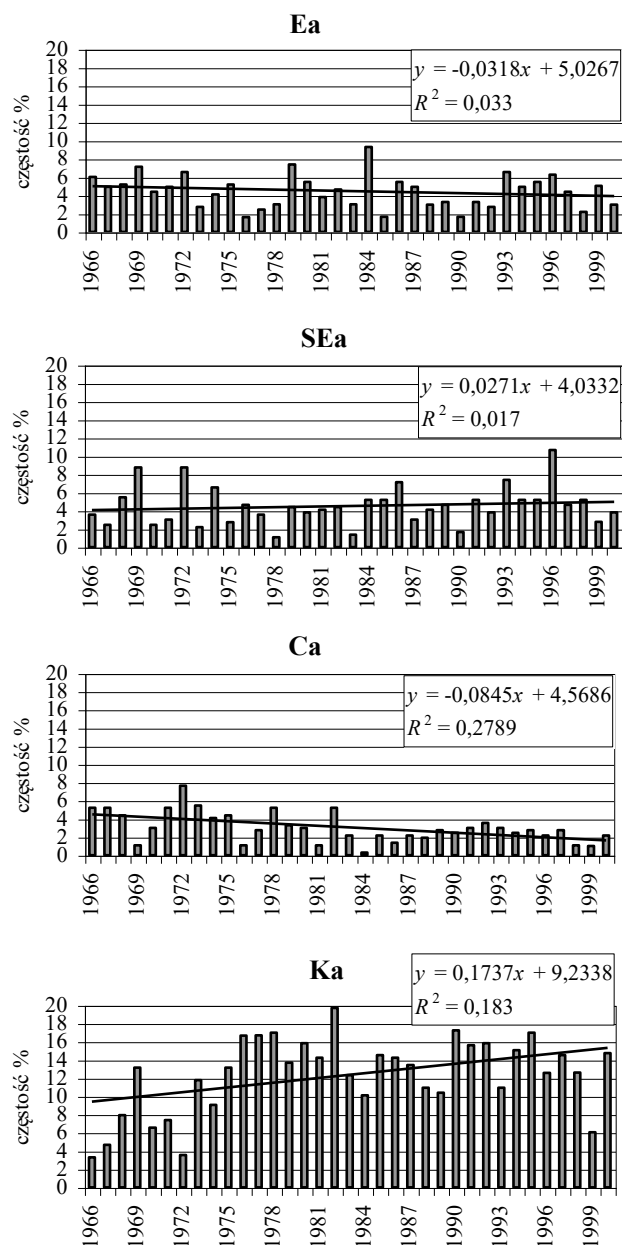 Ea
y = -0,0318x + 5,0267
R² = 0,033
częstość %
20
18
16
14
12
10
8
6
4
2
0
1966 1969 1972 1975 1978 1981 1984 1987 1990 1993 1996 1999
SEa
y = 0,0271x + 4,0332
R² = 0,017
częstość %
20
18
16
14
12
10
8
6
4
2
0
1966 1969 1972 1975 1978 1981 1984 1987 1990 1993 1996 1999
Ca
y = -0,0845x + 4,5686
R² = 0,2789
częstość %
20
18
16
14
12
10
8
6
4
2
0
1966 1969 1972 1975 1978 1981 1984 1987 1990 1993 1996 1999
Ka
y = 0,1737x + 9,2338
R² = 0,183
częstość %
20
18
16
14
12
10
8
6
4
2
0
1966 1969 1972 1975 1978 1981 1984 1987 1990 1993 1996 1999